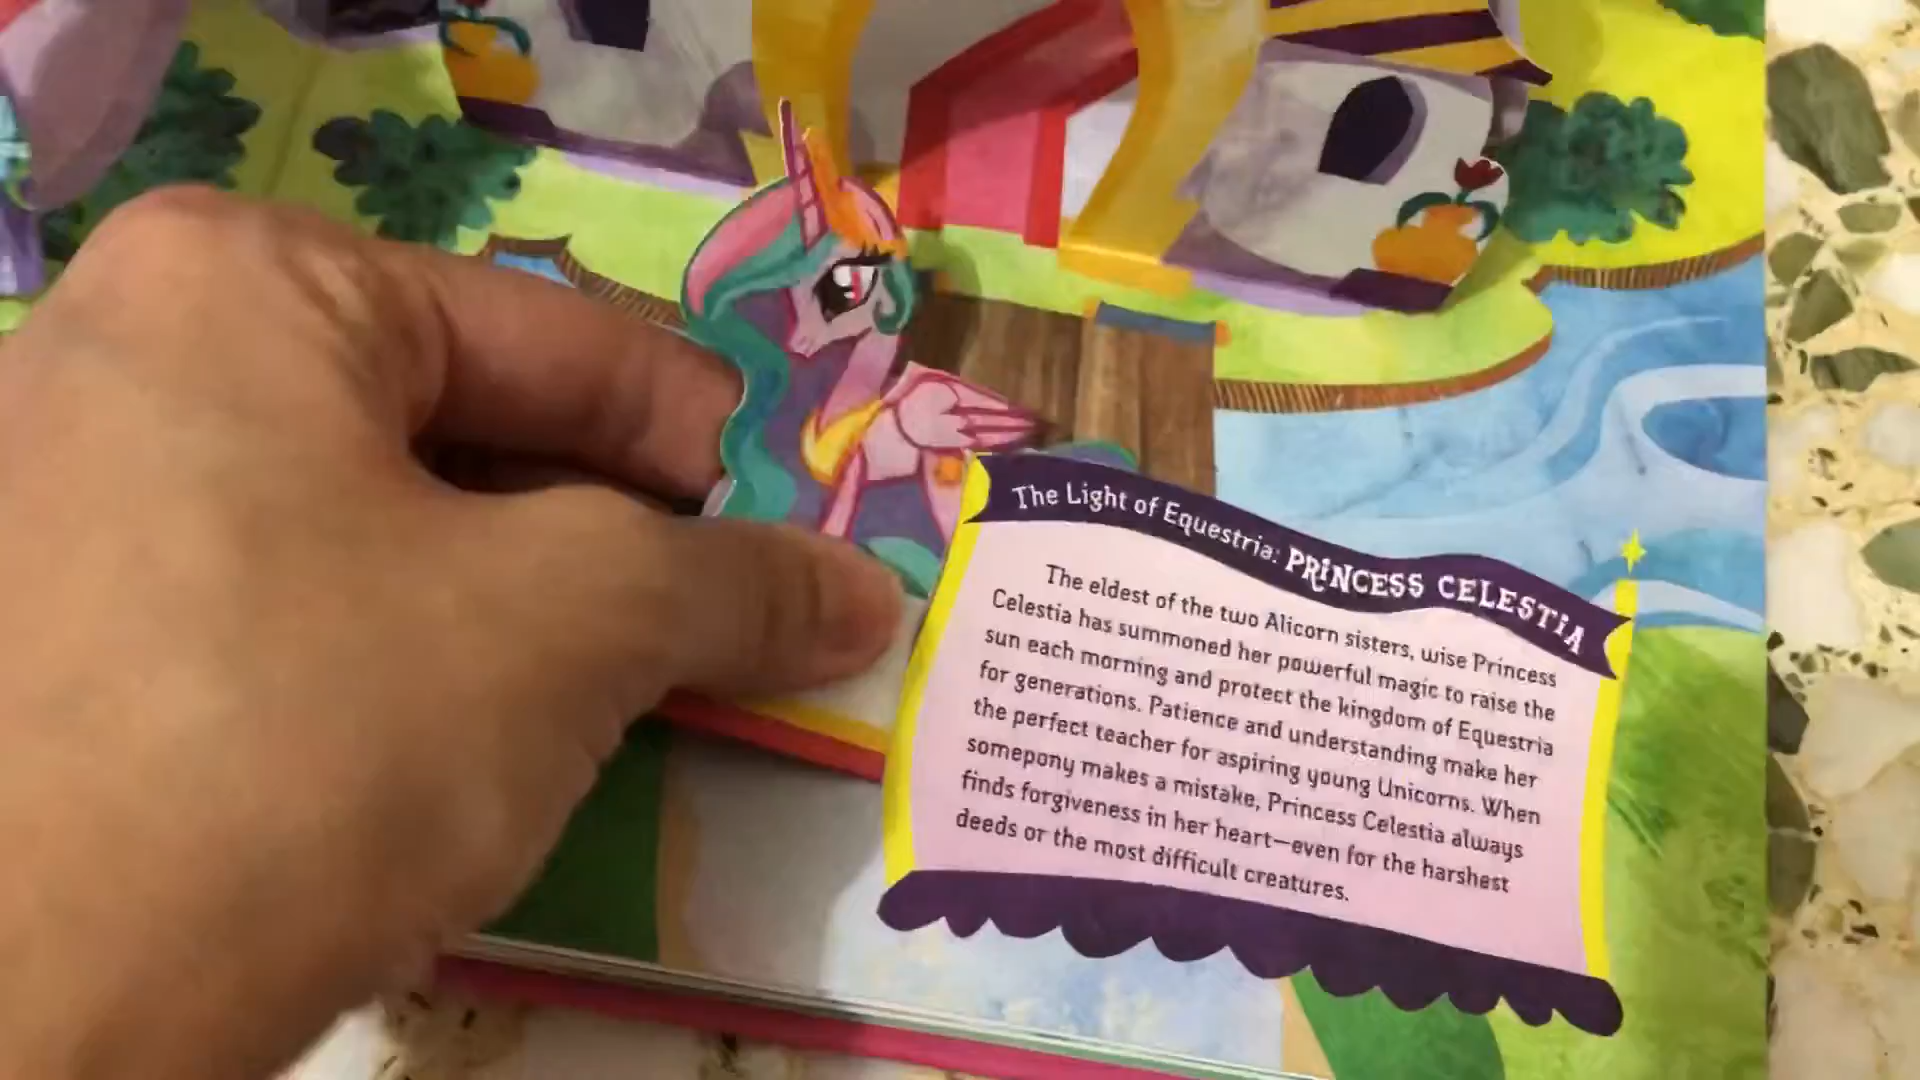 The Light of Equestria: PRINCESS CELESTIA
The eldest of the two Alicorn sisters, wise Princess
Celestia has summoned her powerful magic to raise the
sun each morning and protect the kingdom of Equestria
for generations. Patience and understanding make her
the perfect teacher for aspiring young Unicorns. When
somepony makes a mistake, Princess Celestia always
finds forgiveness in her heart—even for the harshest
deeds or the most difficult creatures.